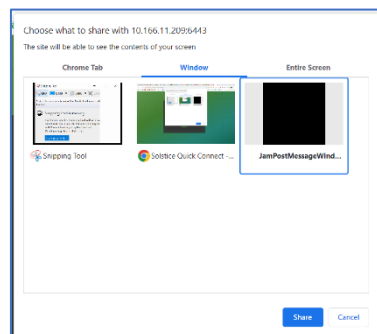 Choose what to share with 10.166.11.209:6443
The site will be able to see the contents of your screen
Chrome Tab
Window
Entire Screen
Snipping Tool
Solstice Quick Connect -...
JamPostMessageWind...
Share
Cancel